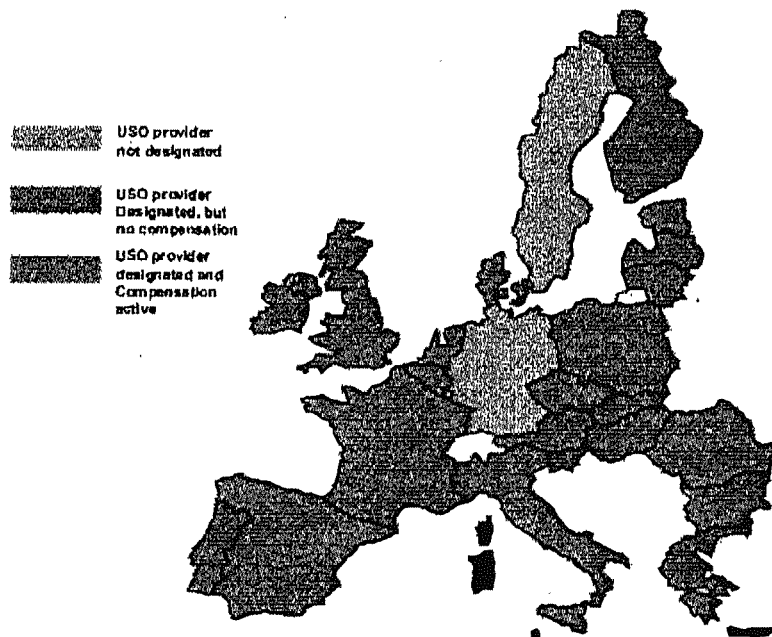 USO provider
not designated
USO provider
Designated, but
no compensation
USO provider
designated and
Compensation
active